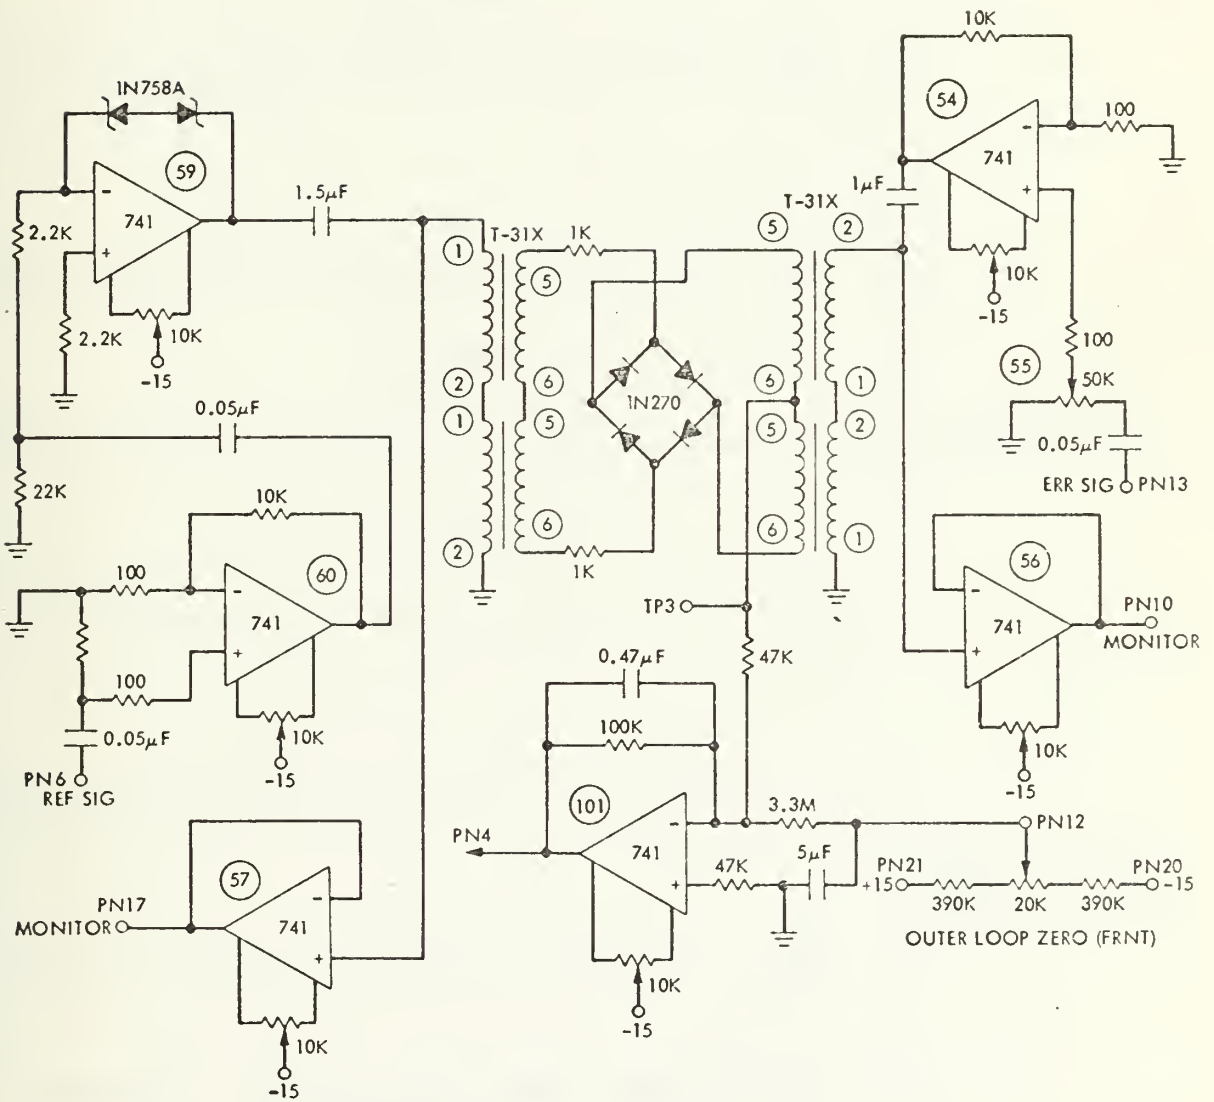 10K
1N758A
54
-
741
+
100
59
-
741
+
1.5µF
1µF
T-31X
2.2K
10K
-15
2.2K
T-31X
1K
1
5
5
2
10K
-15
100
55
50K
0.05µF
ERR SIG
PN13
2
6
6
1
1
5
5
2
1N270
0.05µF
22K
10K
6
6
2
1
1K
100
60
-
741
+
100
10K
-15
0.05µF
PN6
REF SIG
TP3
56
-
741
+
PN10
MONITOR
10K
-15
47K
0.47µF
100K
101
-
741
+
3.3M
PN12
PN4
47K
5µF
PN21
+15
PN20
-15
390K
20K
390K
OUTER LOOP ZERO (FRNT)
10K
-15
57
-
741
+
PN17
MONITOR
10K
-15